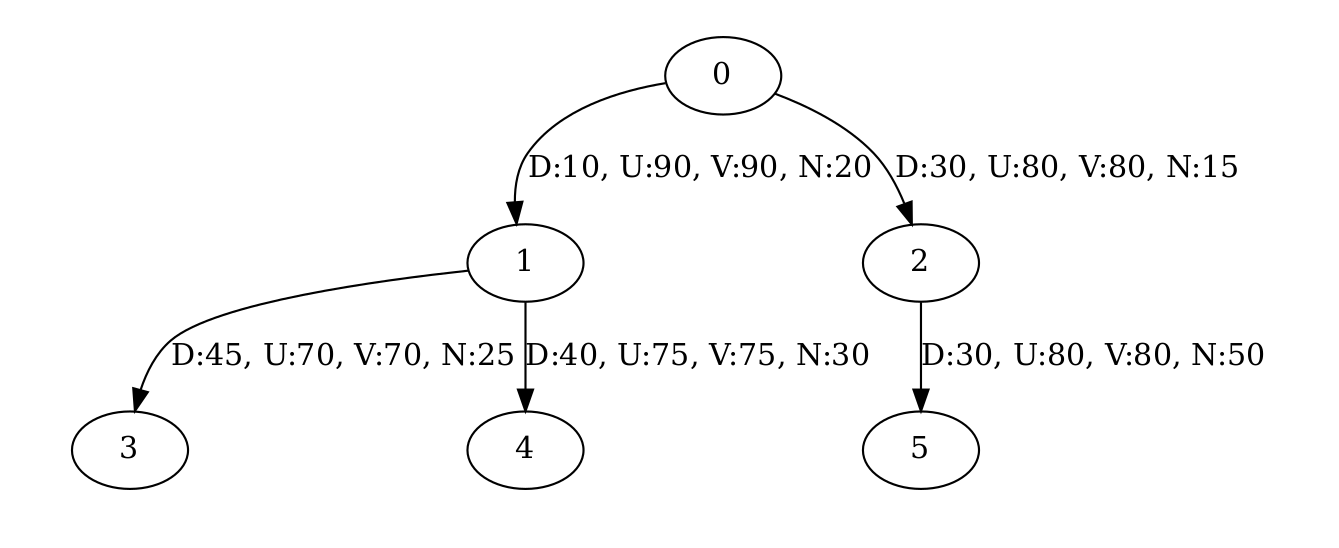 0
D:10, U:90, V:90, N:20
D:30, U:80, V:80, N:15
1
2
D:45, U:70, V:70, N:25
D:40, U:75, V:75, N:30
D:30, U:80, V:80, N:50
3
4
5